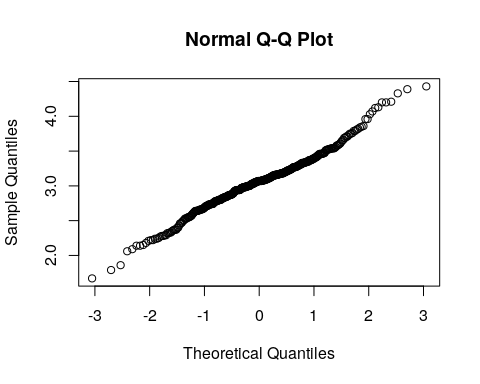 Normal Q-Q Plot
Sample Quantiles
4.0
3.0
2.0
-3 -2 -1 0 1 2 3
Theoretical Quantiles